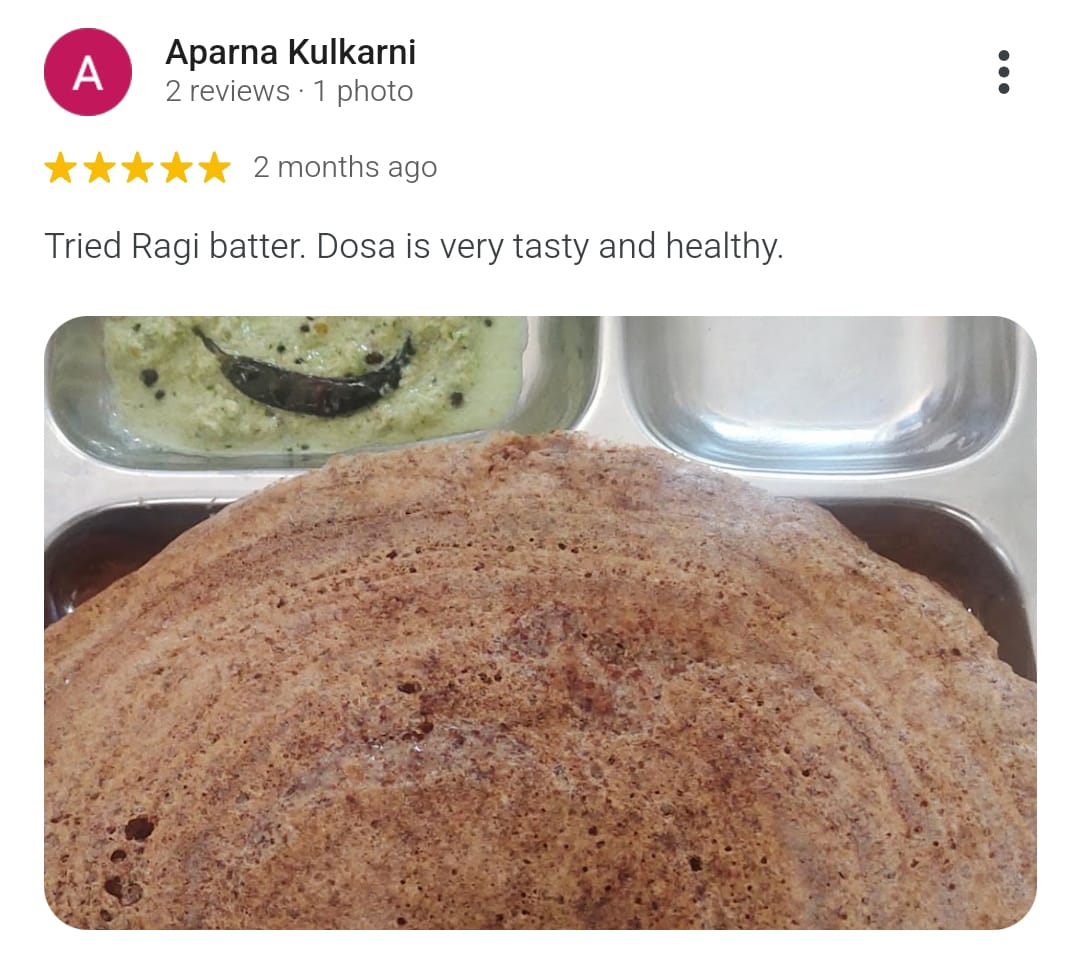 A
Aparna Kulkarni
2 reviews · 1 photo
2 months ago
Tried Ragi batter. Dosa is very tasty and healthy.